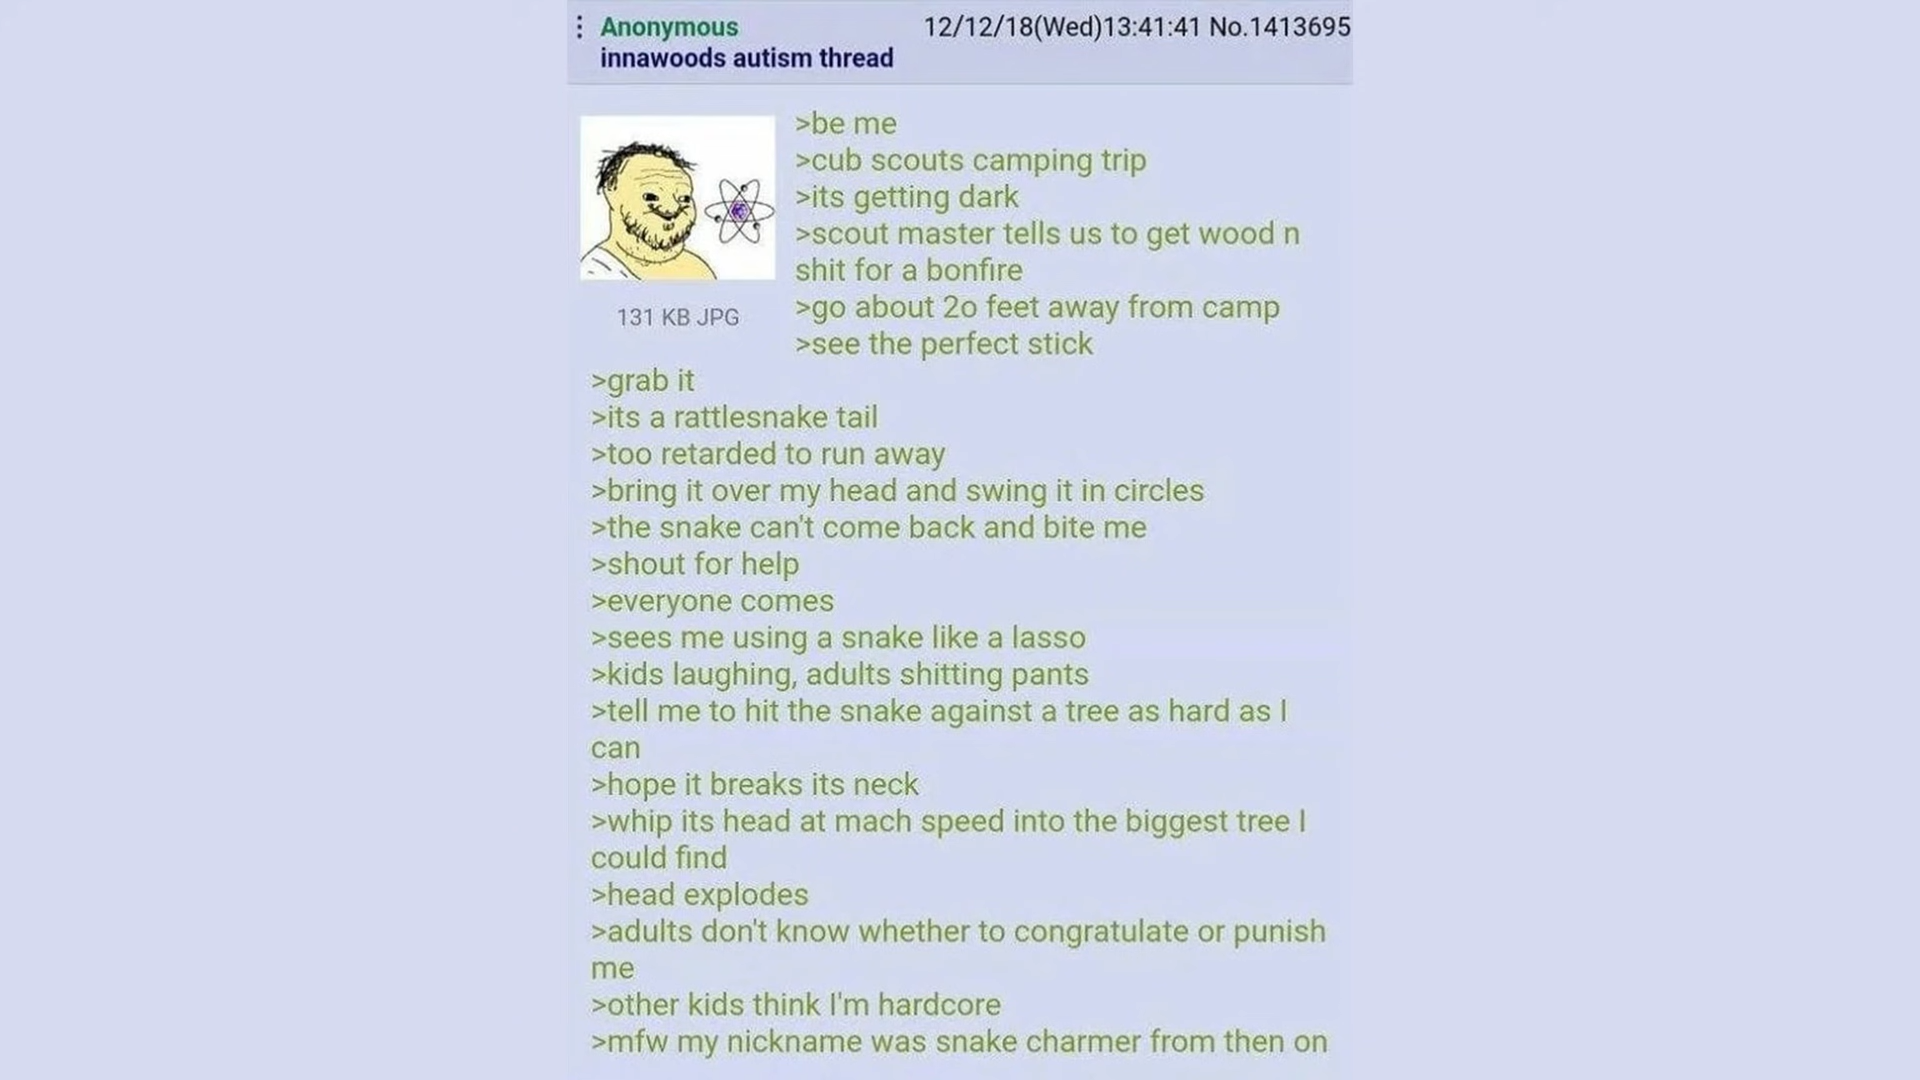 Anonymous 12/12/18(Wed)13:41:41 No.1413695
innawoods autism thread
>be me
>cub scouts camping trip
>its getting dark
>scout master tells us to get wood n
shit for a bonfire
131 KB JPG
>go about 2o feet away from camp
>see the perfect stick
>grab it
>its a rattlesnake tail
>too retarded to run away
>bring it over my head and swing it in circles
>the snake can't come back and bite me
>shout for help
>everyone comes
>sees me using a snake like a lasso
>kids laughing, adults shitting pants
>tell me to hit the snake against a tree as hard as I
can
>hope it breaks its neck
>whip its head at mach speed into the biggest tree I
could find
>head explodes
>adults don't know whether to congratulate or punish
me
>other kids think I'm hardcore
>mfw my nickname was snake charmer from then on